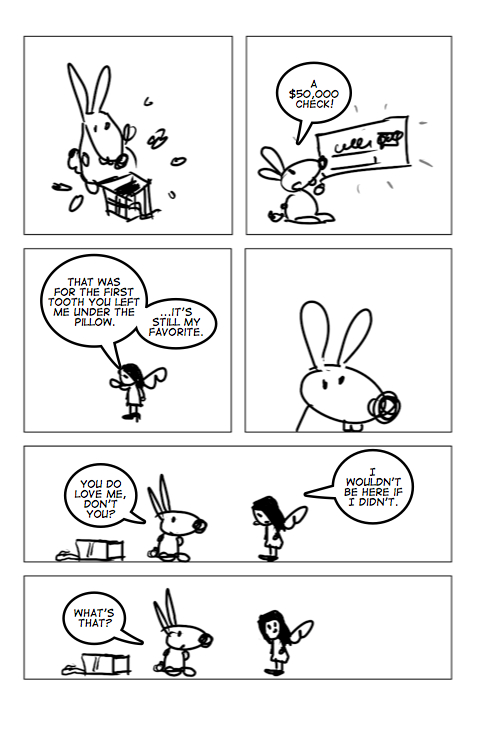 A
$50,000
CHECK!
THAT WAS
FOR THE FIRST
TOOTH YOU LEFT
ME UNDER THE
PILLOW.
...IT'S
STILL MY
FAVORITE.
YOU DO
LOVE ME,
DON'T
YOU?
I
WOULDN'T
BE HERE IF
I DIDN'T.
WHAT'S
THAT?